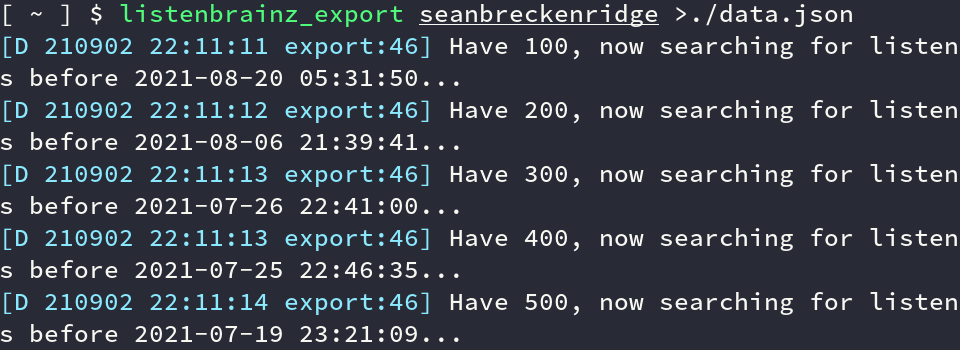 [ ~ ] $ listenbrainz_export seanbreckenridge >./data.json
[D 210902 22:11:11 export:46] Have 100, now searching for listen
s before 2021-08-20 05:31:50...
[D 210902 22:11:12 export:46] Have 200, now searching for listen
s before 2021-08-06 21:39:41...
[D 210902 22:11:13 export:46] Have 300, now searching for listen
s before 2021-07-26 22:41:00...
[D 210902 22:11:13 export:46] Have 400, now searching for listen
s before 2021-07-25 22:46:35...
[D 210902 22:11:14 export:46] Have 500, now searching for listen
s before 2021-07-19 23:21:09...